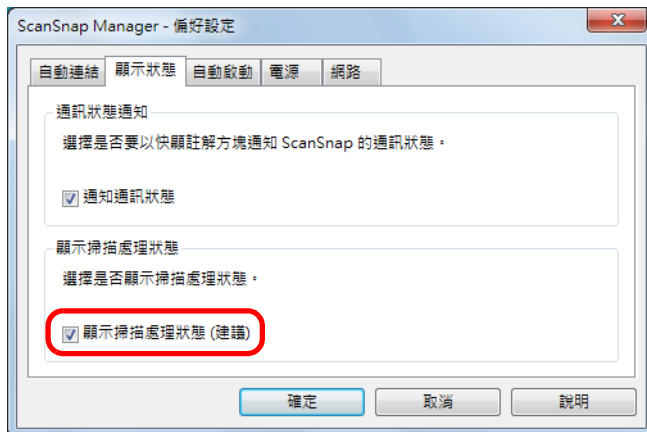 ScanSnap Manager - 偏好設定
自動連結 顯示狀態 自動啟動 電源 網路
通訊狀態通知
選擇是否要以快顯註解方塊通知 ScanSnap 的通訊狀態。
通知通訊狀態
顯示掃描處理狀態
選擇是否顯示掃描處理狀態。
顯示掃描處理狀態 (建議)
確定 取消 說明